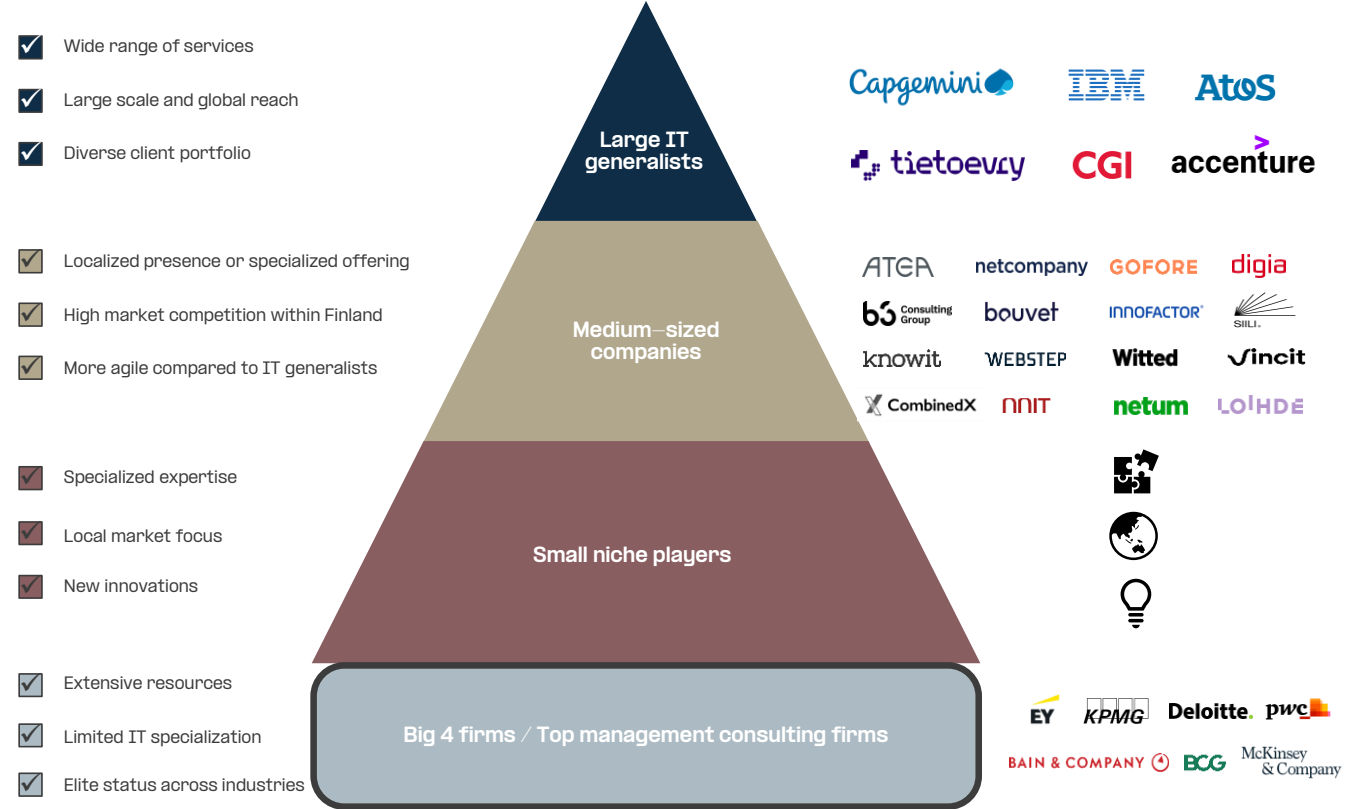 Wide range of services
Large scale and global reach
Diverse client portfolio
Large IT
generalists
Capgemini IBM Atos
tietoevry CGI accenture
Localized presence or specialized offering
High market competition within Finland
More agile compared to IT generalists
Medium-sized
companies
ATEA netcompany GOFORE digia
b3 Consulting
Group
bouvet INNOFACTOR® SIILI™
knowit WEBSTEP Witted Vincit
CombinedX NNIT netum LOIHDE
Specialized expertise
Local market focus
New innovations
Small niche players
Extensive resources
Limited IT specialization
Elite status across industries
Big 4 firms / Top management consulting firms
EY KPMG Deloitte. pwc
BAIN & COMPANY BCG McKinsey
& Company